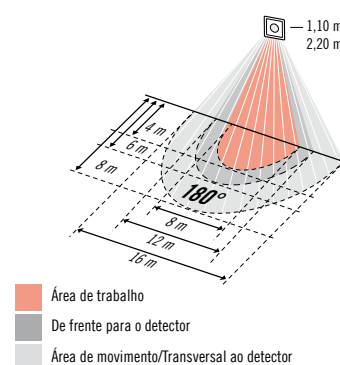 1,10 m
2,20 m
4 m
6 m
8 m
180°
8 m
12 m
16 m
Área de trabalho
De frente para o detector
Área de movimento/Transversal ao detector